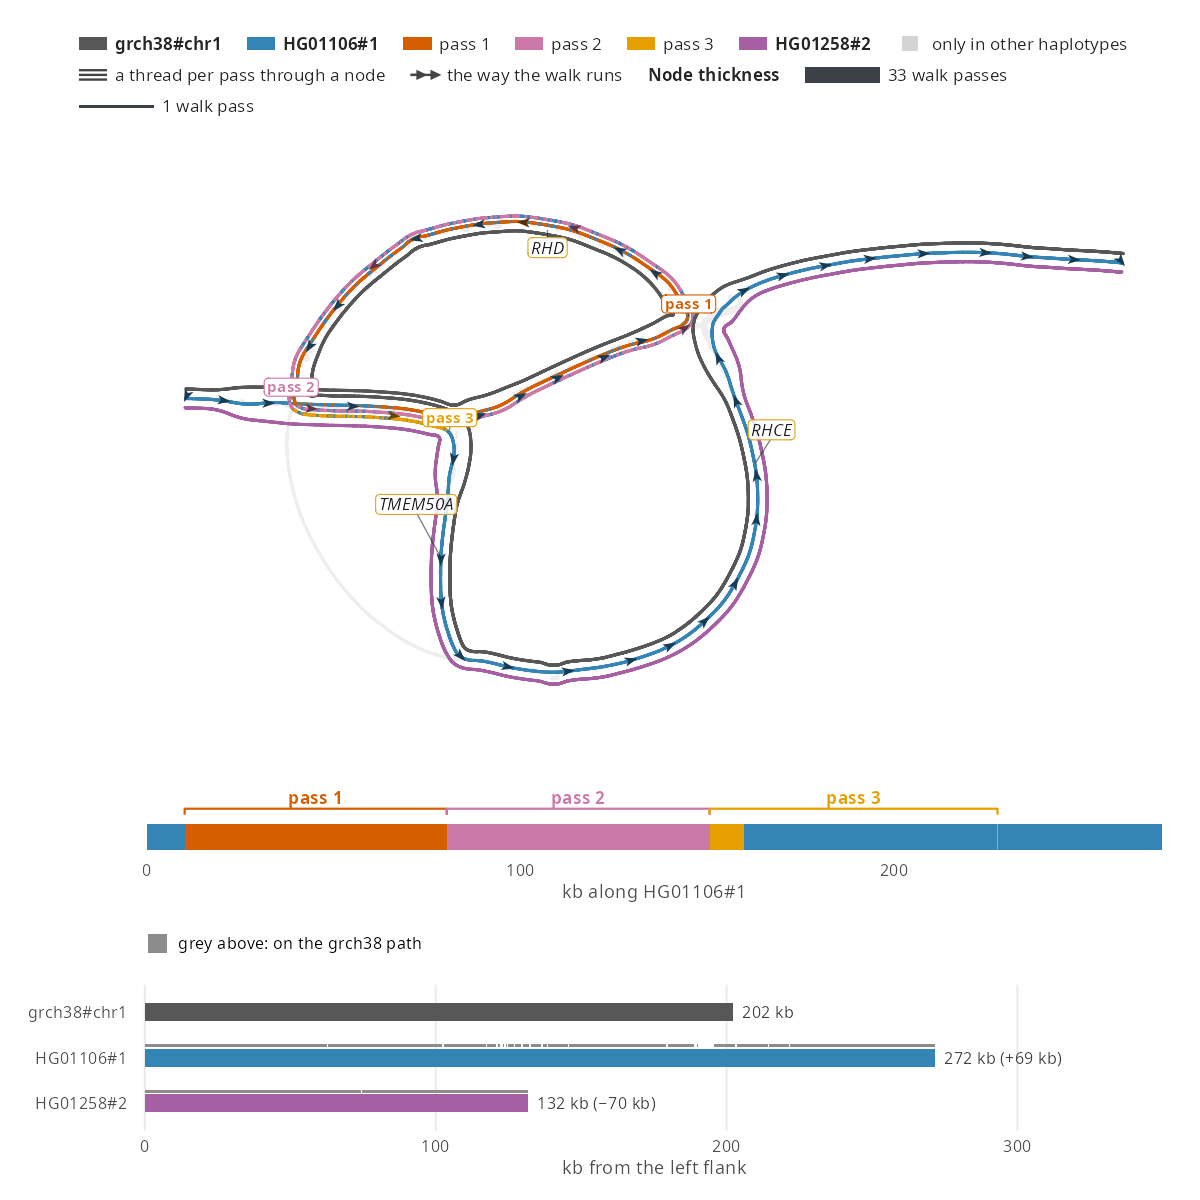 grch38#chr1 HG01106#1 pass 1 pass 2 pass 3 HG01258#2 only in other haplotypes
a thread per pass through a node the way the walk runs Node thickness 33 walk passes
1 walk pass
RHD
pass 1
pass 2
pass 3
RHCE
TMEM50A
pass 1 pass 2 pass 3
0 100 200
kb along HG01106#1
grey above: on the grch38 path
grch38#chr1 202 kb
HG01106#1 272 kb (+69 kb)
HG01258#2 132 kb (−70 kb)
0 100 200 300
kb from the left flank